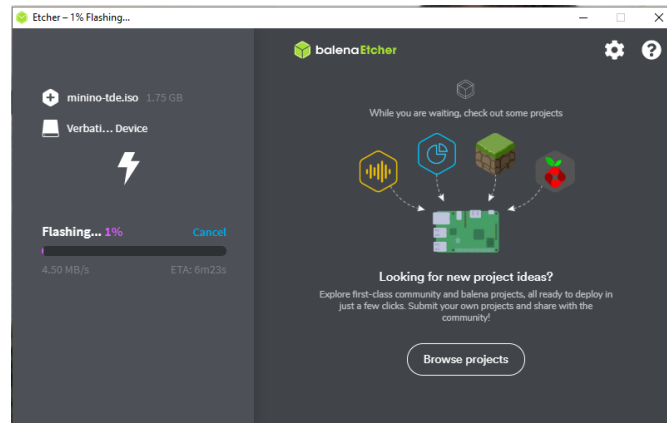 Etcher – 1% Flashing...
balenaEtcher
minino-tde.iso 1.75 GB
Verbati... Device
Flashing... 1% Cancel
4.50 MB/s ETA: 6m23s
While you are waiting, check out some projects
Looking for new project ideas?
Explore first-class community and balena projects, all ready to deploy in
just a few clicks. Submit your own projects and share with the
community!
Browse projects